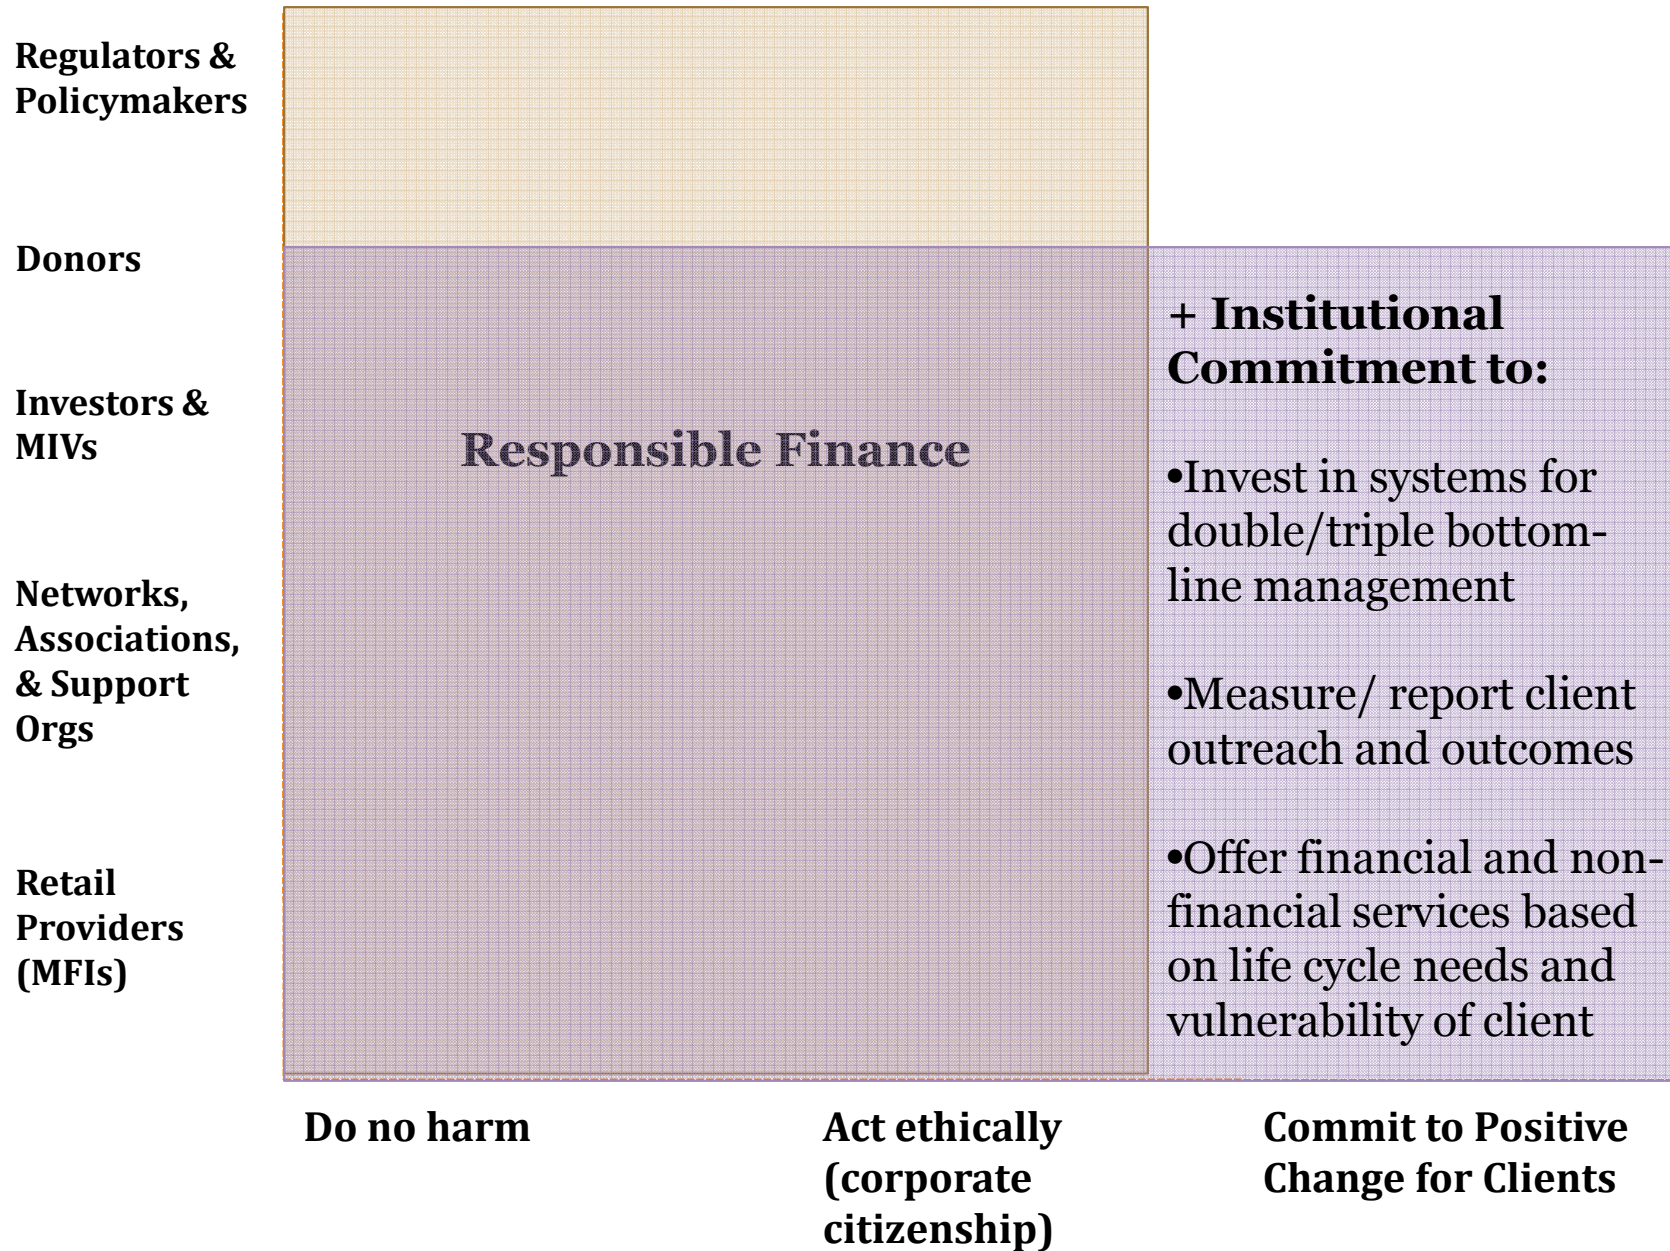 Regulators &
Policymakers
Donors
Investors &
MIVs
Networks,
Associations,
& Support
Orgs
Retail
Providers
(MFIs)
Responsible Finance
+ Institutional
Commitment to:
•Invest in systems for
double/triple bottom-
line management
•Measure/ report client
outreach and outcomes
•Offer financial and non-
financial services based
on life cycle needs and
vulnerability of client
Do no harm
Act ethically
(corporate
citizenship)
Commit to Positive
Change for Clients